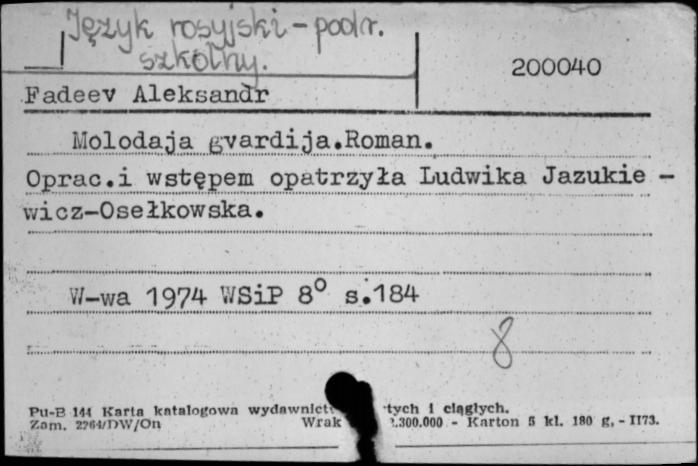 Język rosyjski - podr.
szkolny.
200040
Fadeev Aleksandr
Molodaja gvardija.Roman.
Oprac.i wstępem opatrzyła Ludwika Jazukie -
wicz-Osełkowska.
W-wa 1974 WSiP 8° s.184
8
Pu-B 144 Karta katalogowa wydawnict tych i ciągłych.
Zam. 2264/DW/On Wrak .300.000 - Karton 5 kl. 180 g, - II73.